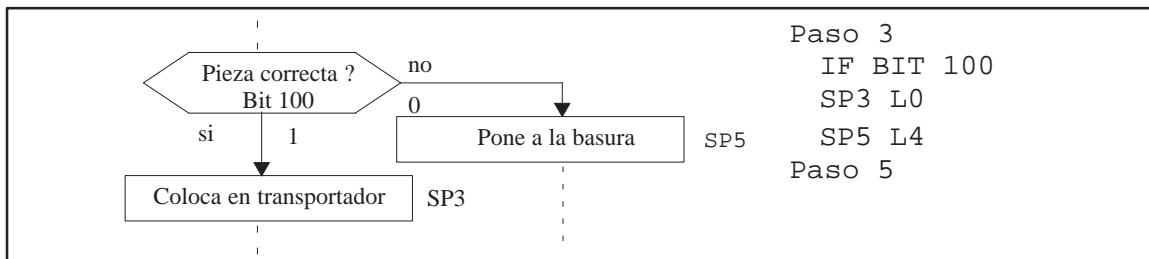 Pieza correcta ?
Bit 100
no
0
si
1
Pone a la basura
SP5
Coloca en transportador
SP3
Paso 3
IF BIT 100
SP3 L0
SP5 L4
Paso 5